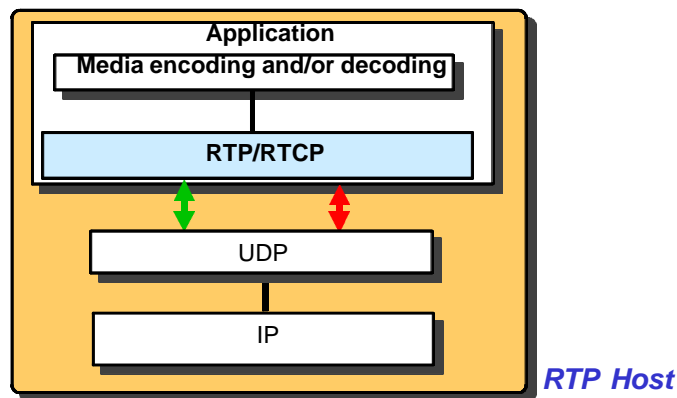 Application
Media encoding and/or decoding
RTP/RTCP
UDP
IP
RTP Host